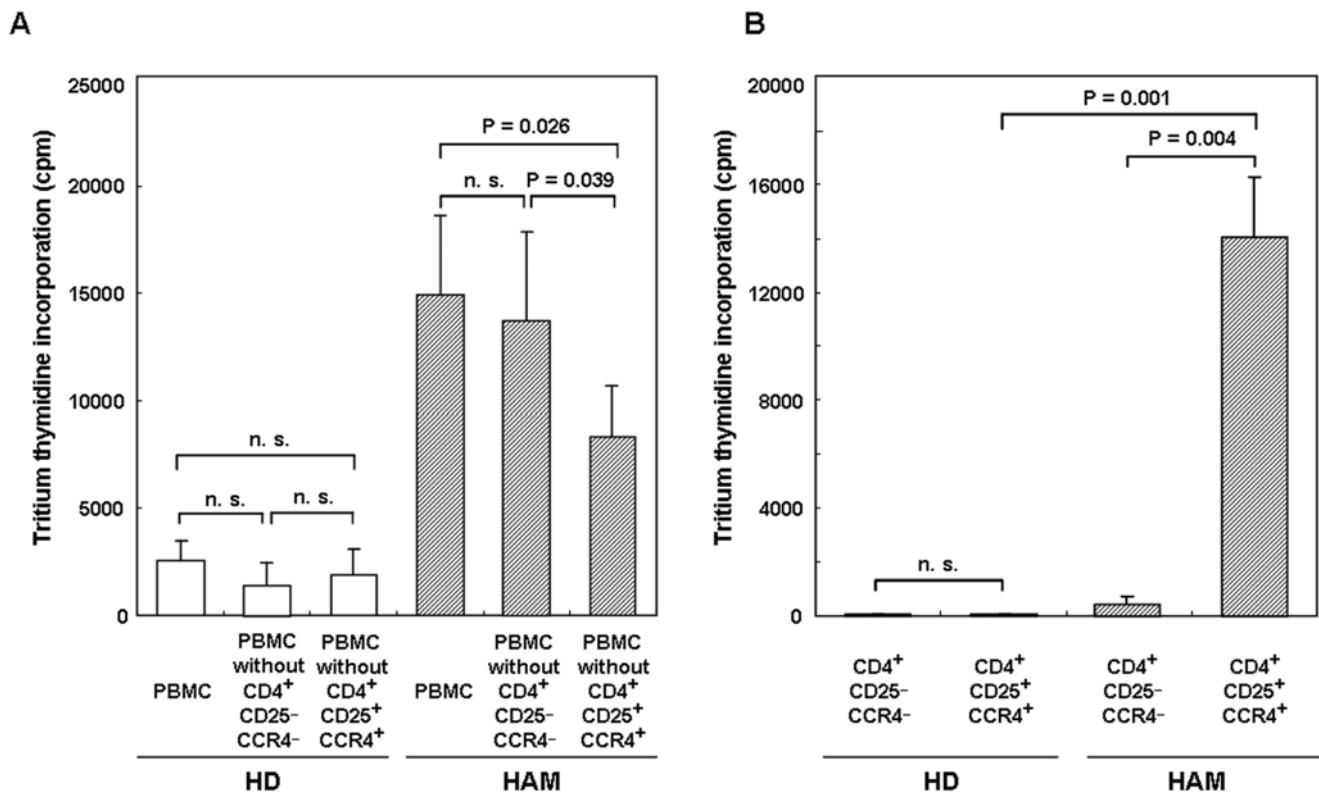 A
B
Tritium thymidine incorporation (cpm)
25000
20000
15000
10000
5000
0
P = 0.026
n. s.
P = 0.039
n. s.
n. s.
n. s.
PBMC
PBMC without CD4+ CD25− CCR4−
PBMC without CD4+ CD25+ CCR4+
PBMC
PBMC without CD4+ CD25− CCR4−
PBMC without CD4+ CD25+ CCR4+
HD
HAM
Tritium thymidine incorporation (cpm)
20000
16000
12000
8000
4000
0
P = 0.001
P = 0.004
n. s.
CD4+ CD25− CCR4−
CD4+ CD25+ CCR4+
CD4+ CD25− CCR4−
CD4+ CD25+ CCR4+
HD
HAM